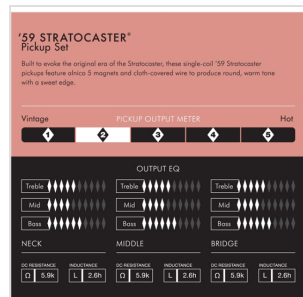 '59 STRATOCASTER®
Pickup Set
Built to evoke the original era of the Stratocaster, these single-coil '59 Stratocaster
pickups feature alnico 5 magnets and cloth-covered wire to produce round, warm tone
with a sweet edge.
Vintage PICKUP OUTPUT METER Hot
1 2 3 4 5
OUTPUT EQ
Treble Treble Treble
Mid Mid Mid
Bass Bass Bass
NECK MIDDLE BRIDGE
DC RESISTANCE INDUCTANCE DC RESISTANCE INDUCTANCE DC RESISTANCE INDUCTANCE
Ω 5.9k L 2.6h Ω 5.9k L 2.6h Ω 5.9k L 2.6h